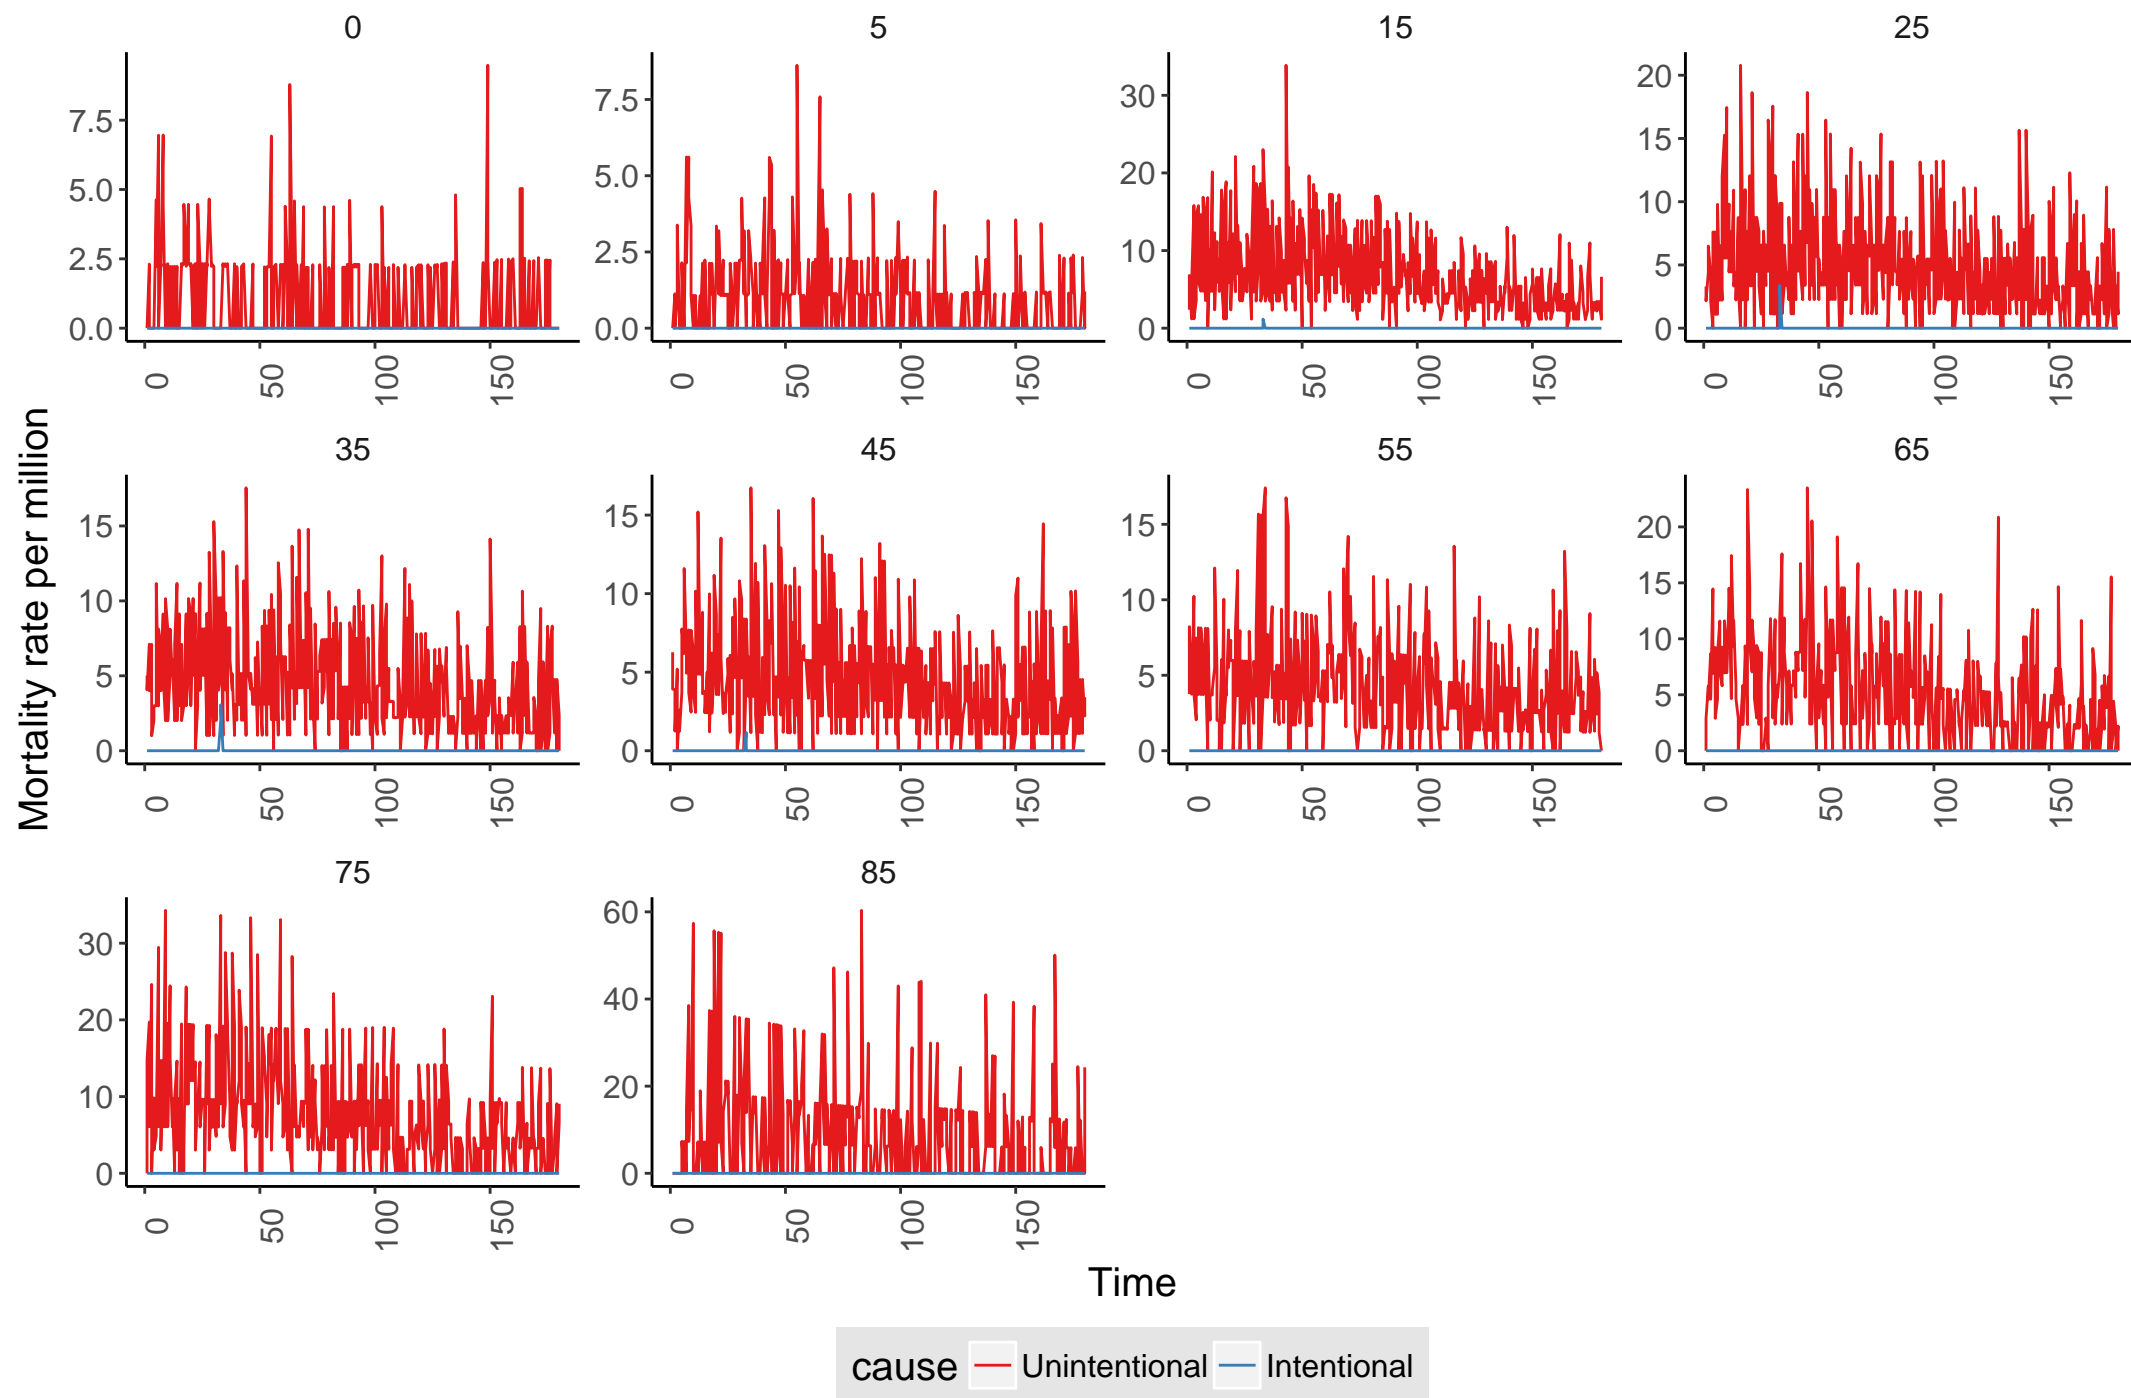 0 5 15 25
7.5 7.5 30 20
5.0 5.0 20 15
2.5 2.5 10 10
0.0 0.0 0 5
0
0 50 100 150 0 50 100 150 0 50 100 150 0 50 100 150
Mortality rate per million
35 45 55 65
15 15 15 20
10 10 10 15
5 5 5 10
0 0 0 5
0
0 50 100 150 0 50 100 150 0 50 100 150 0 50 100 150
75 85
30 60
20 40
10 20
0 0
0 50 100 150 0 50 100 150
Time
cause Unintentional Intentional